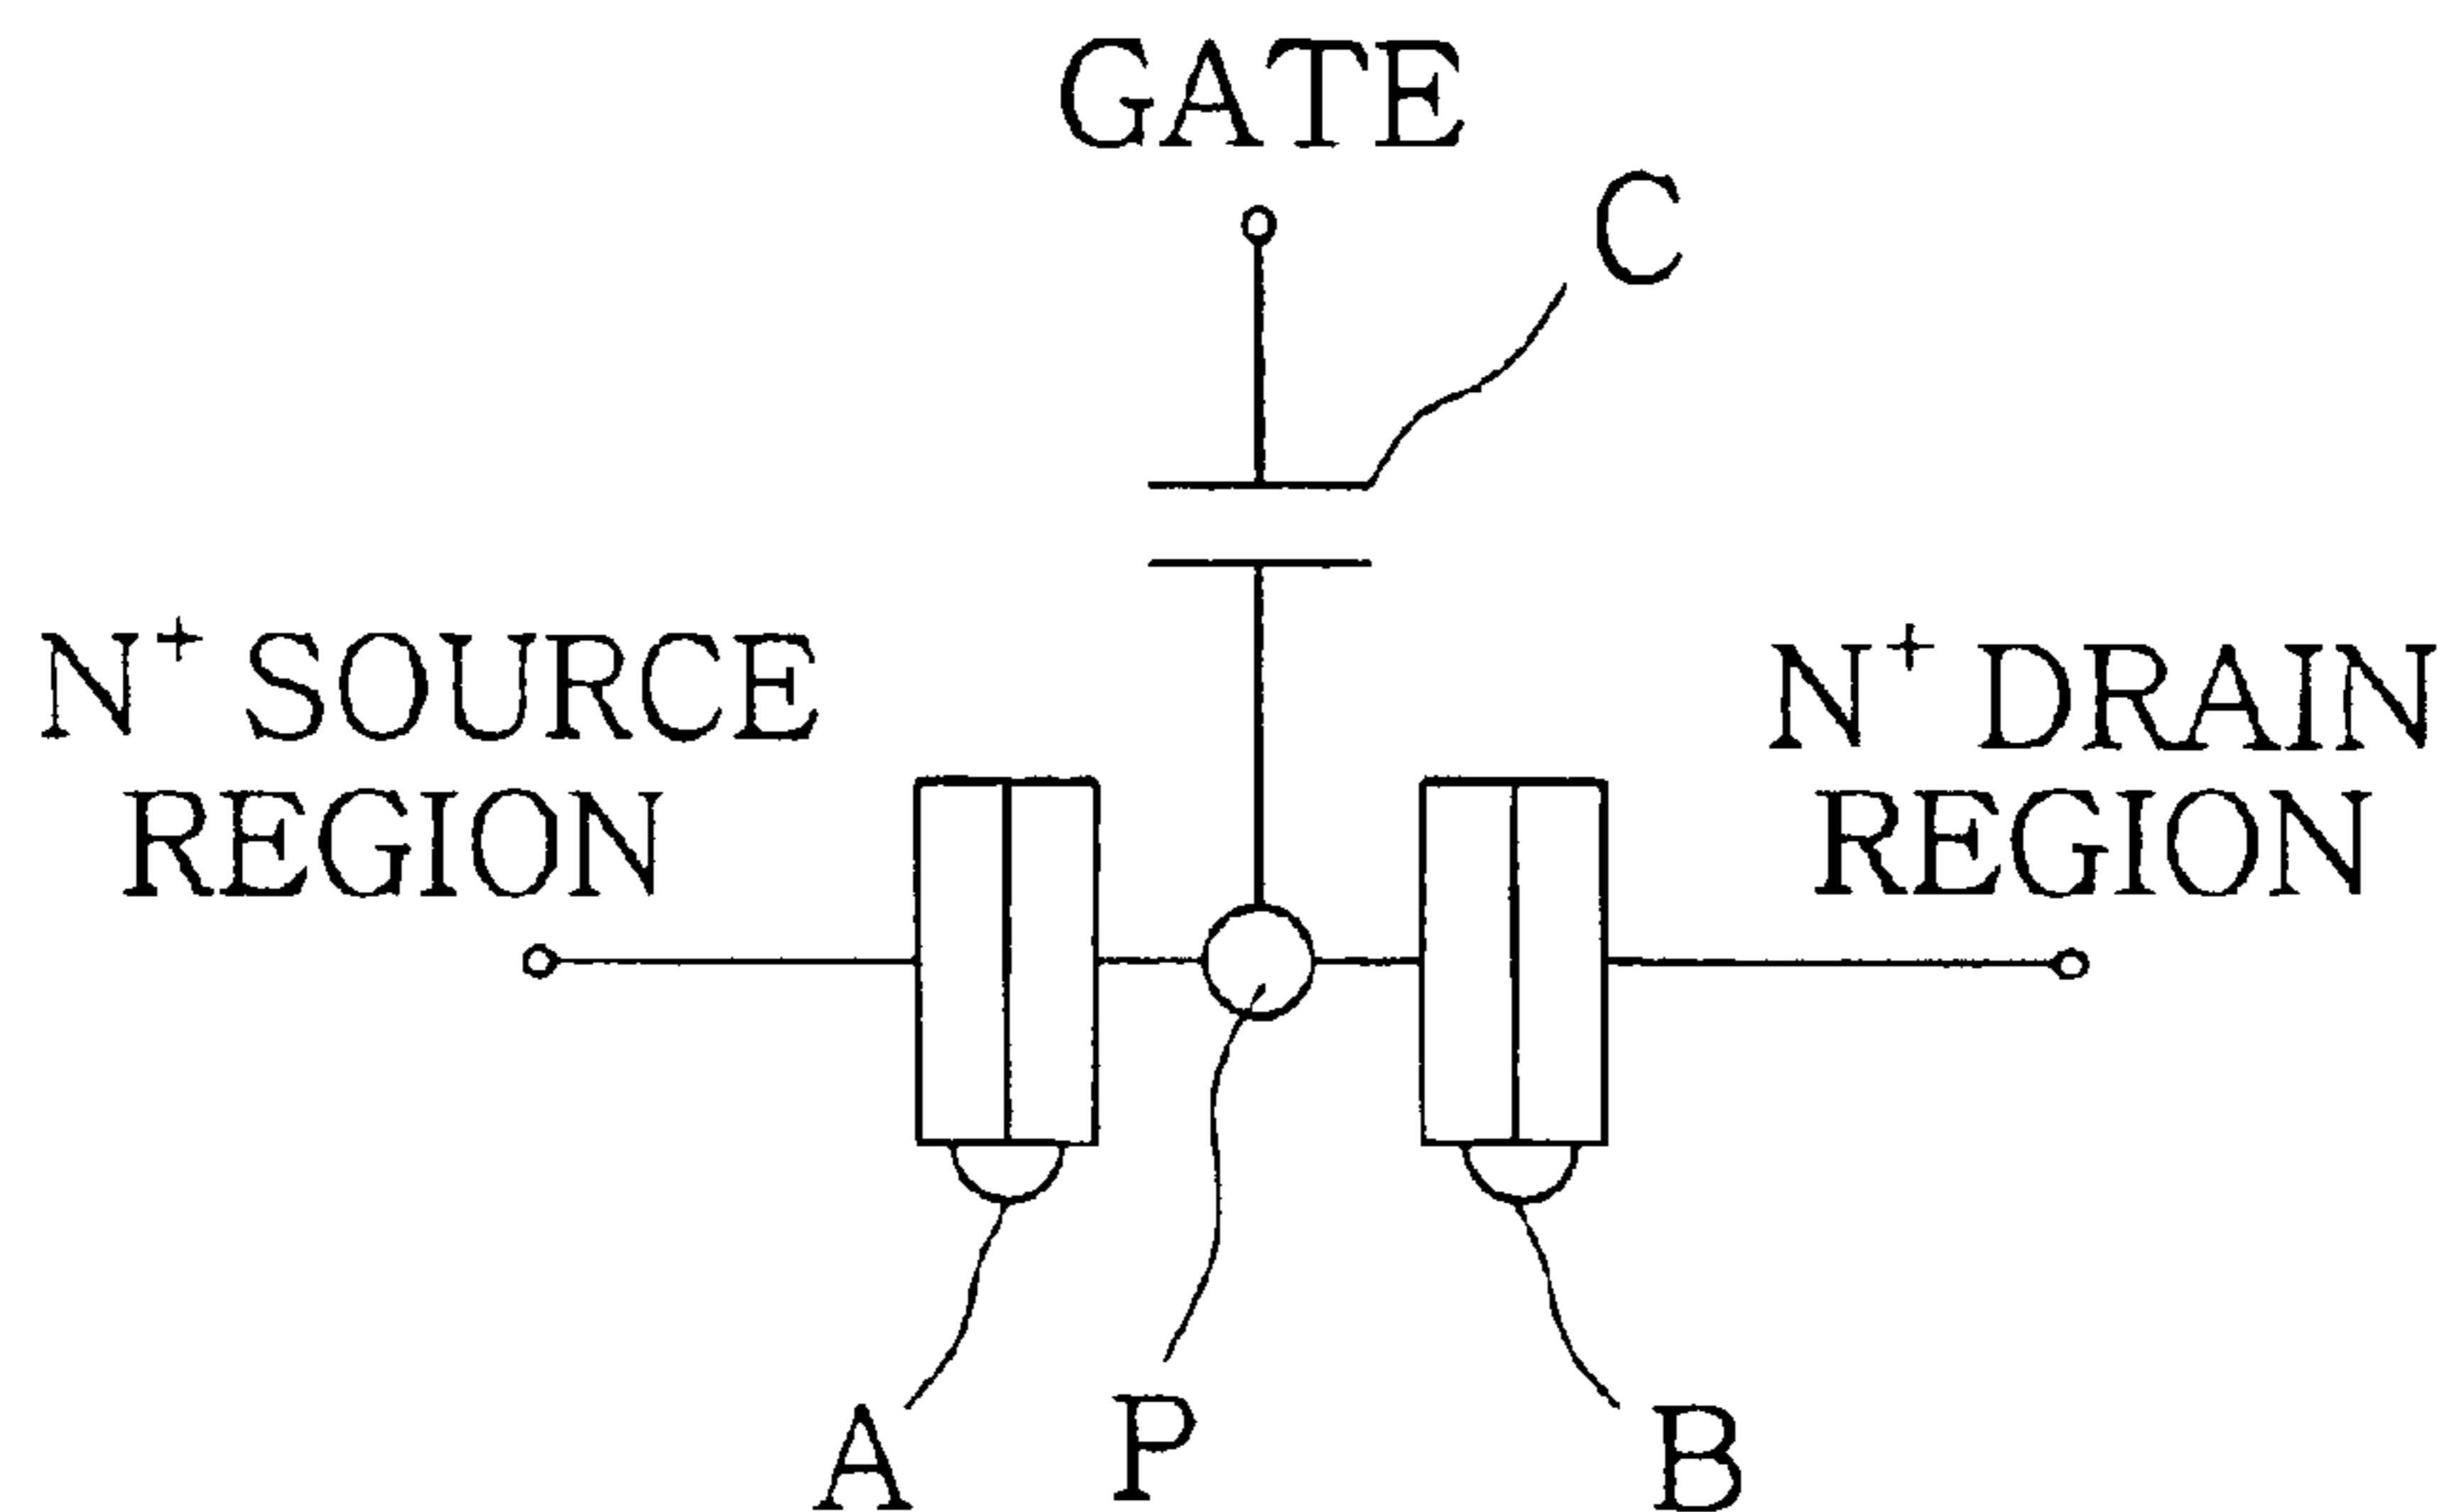 GATE
C
N⁺ SOURCE
REGION
N⁺ DRAIN
REGION
A
P
B